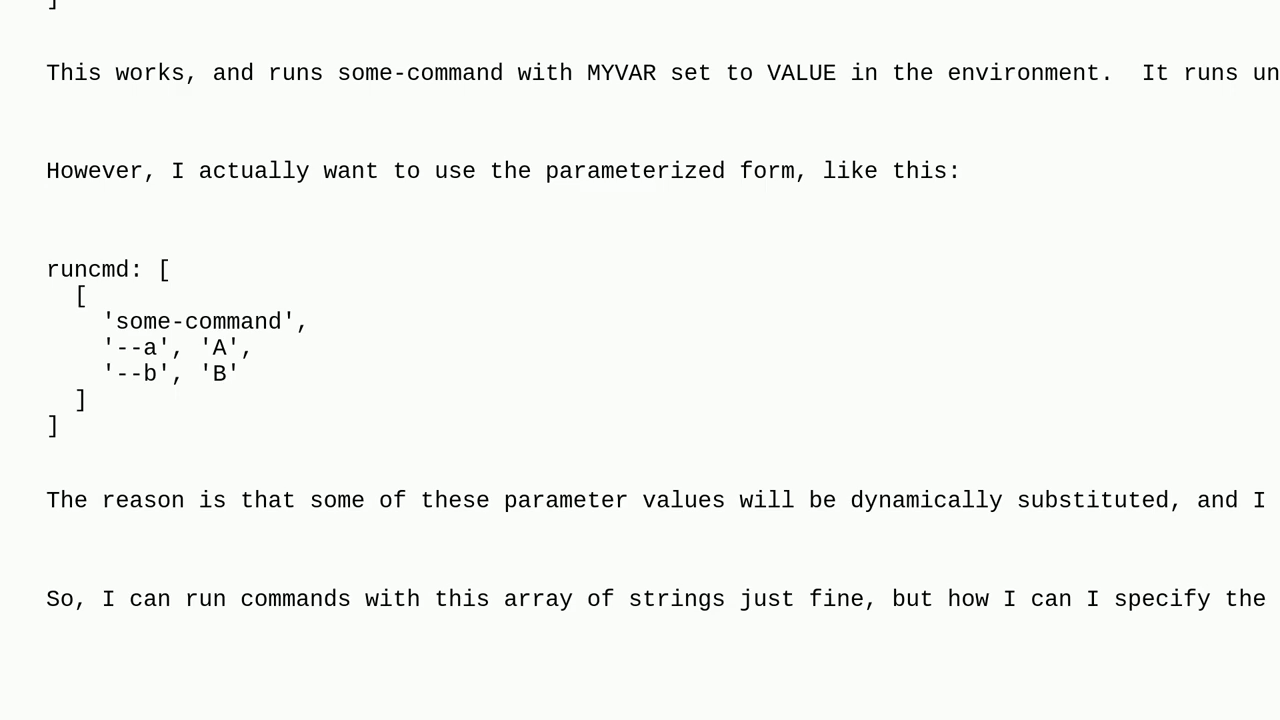 ]
This works, and runs some-command with MYVAR set to VALUE in the environment.  It runs un
However, I actually want to use the parameterized form, like this:
runcmd: [
  [
    'some-command',
    '--a', 'A',
    '--b', 'B'
  ]
]
The reason is that some of these parameter values will be dynamically substituted, and I
So, I can run commands with this array of strings just fine, but how I can I specify the